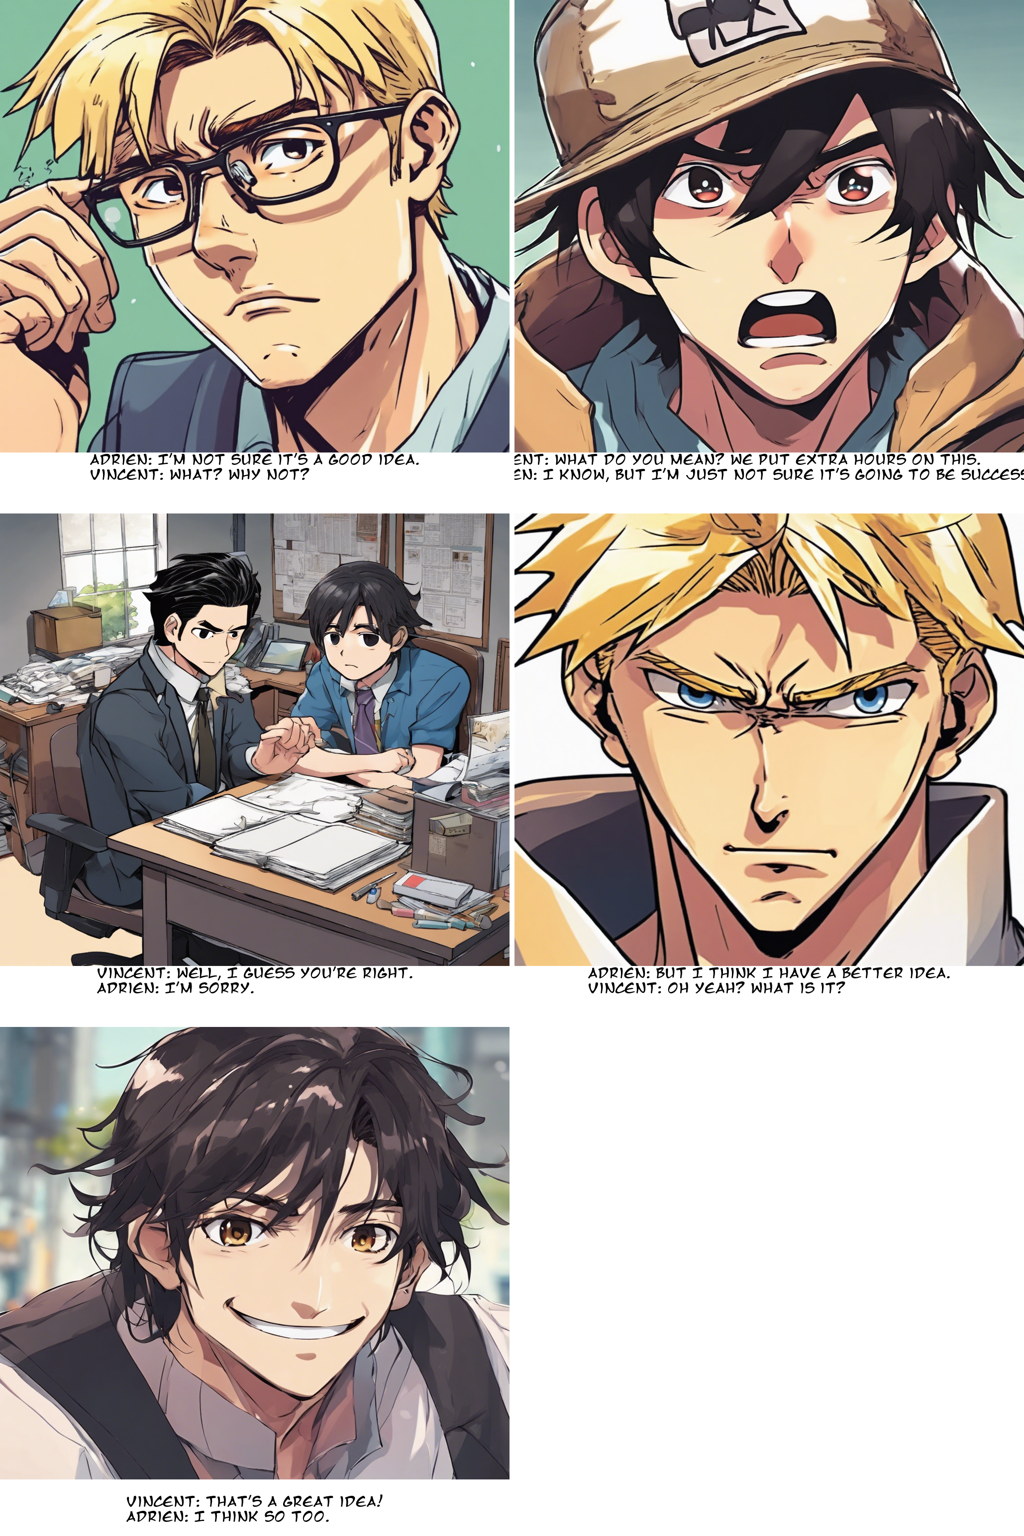 ADRIEN: I'M NOT SURE IT'S A GOOD IDEA.
VINCENT: WHAT? WHY NOT?
ENT: WHAT DO YOU MEAN? WE PUT EXTRA HOURS ON THIS.
EN: I KNOW, BUT I'M JUST NOT SURE IT'S GOING TO BE SUCCESS
VINCENT: WELL, I GUESS YOU'RE RIGHT.
ADRIEN: I'M SORRY.
ADRIEN: BUT I THINK I HAVE A BETTER IDEA.
VINCENT: OH YEAH? WHAT IS IT?
VINCENT: THAT'S A GREAT IDEA!
ADRIEN: I THINK SO TOO.